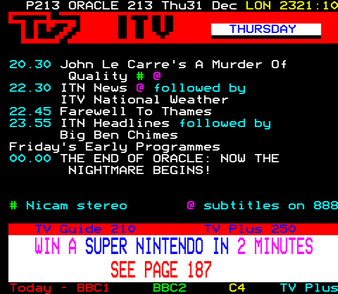 P213 ORACLE 213 Thu31 Dec LON 2321:10
TV ITV THURSDAY
20.30 John Le Carre's A Murder Of
Quality # @
22.30 ITN News @ followed by
ITV National Weather
22.45 Farewell To Thames
23.55 ITN Headlines followed by
Big Ben Chimes
Friday's Early Programmes
00.00 THE END OF ORACLE: NOW THE
NIGHTMARE BEGINS!
# Nicam stereo @ subtitles on 888
TV Guide 210 TV Plus 250
WIN A SUPER NINTENDO IN 2 MINUTES
SEE PAGE 187
Today - BBC1 BBC2 C4 TV Plus